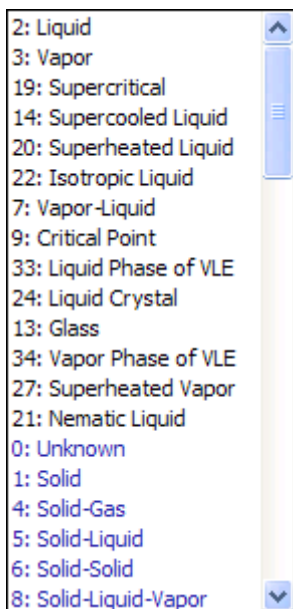 2: Liquid
3: Vapor
19: Supercritical
14: Supercooled Liquid
20: Superheated Liquid
22: Isotropic Liquid
7: Vapor-Liquid
9: Critical Point
33: Liquid Phase of VLE
24: Liquid Crystal
13: Glass
34: Vapor Phase of VLE
27: Superheated Vapor
21: Nematic Liquid
0: Unknown
1: Solid
4: Solid-Gas
5: Solid-Liquid
6: Solid-Solid
8: Solid-Liquid-Vapor